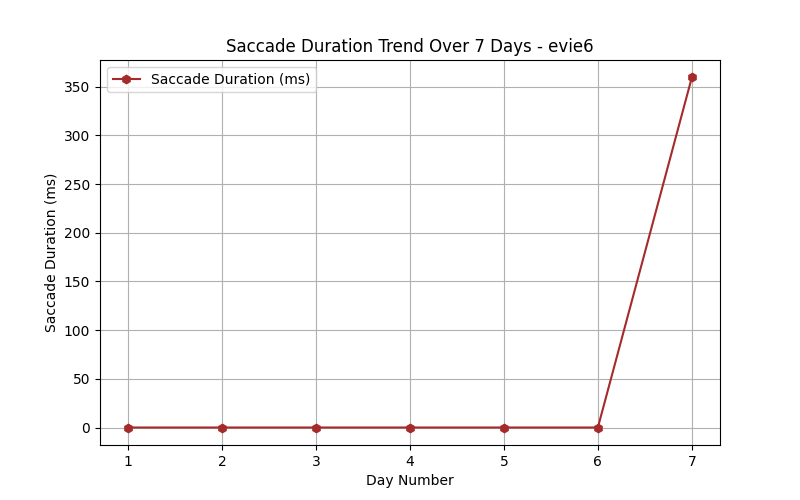 Saccade Duration Trend Over 7 Days - evie6
Saccade Duration (ms)
Saccade Duration (ms)
350
300
250
200
150
100
50
0
1 2 3 4 5 6 7
Day Number